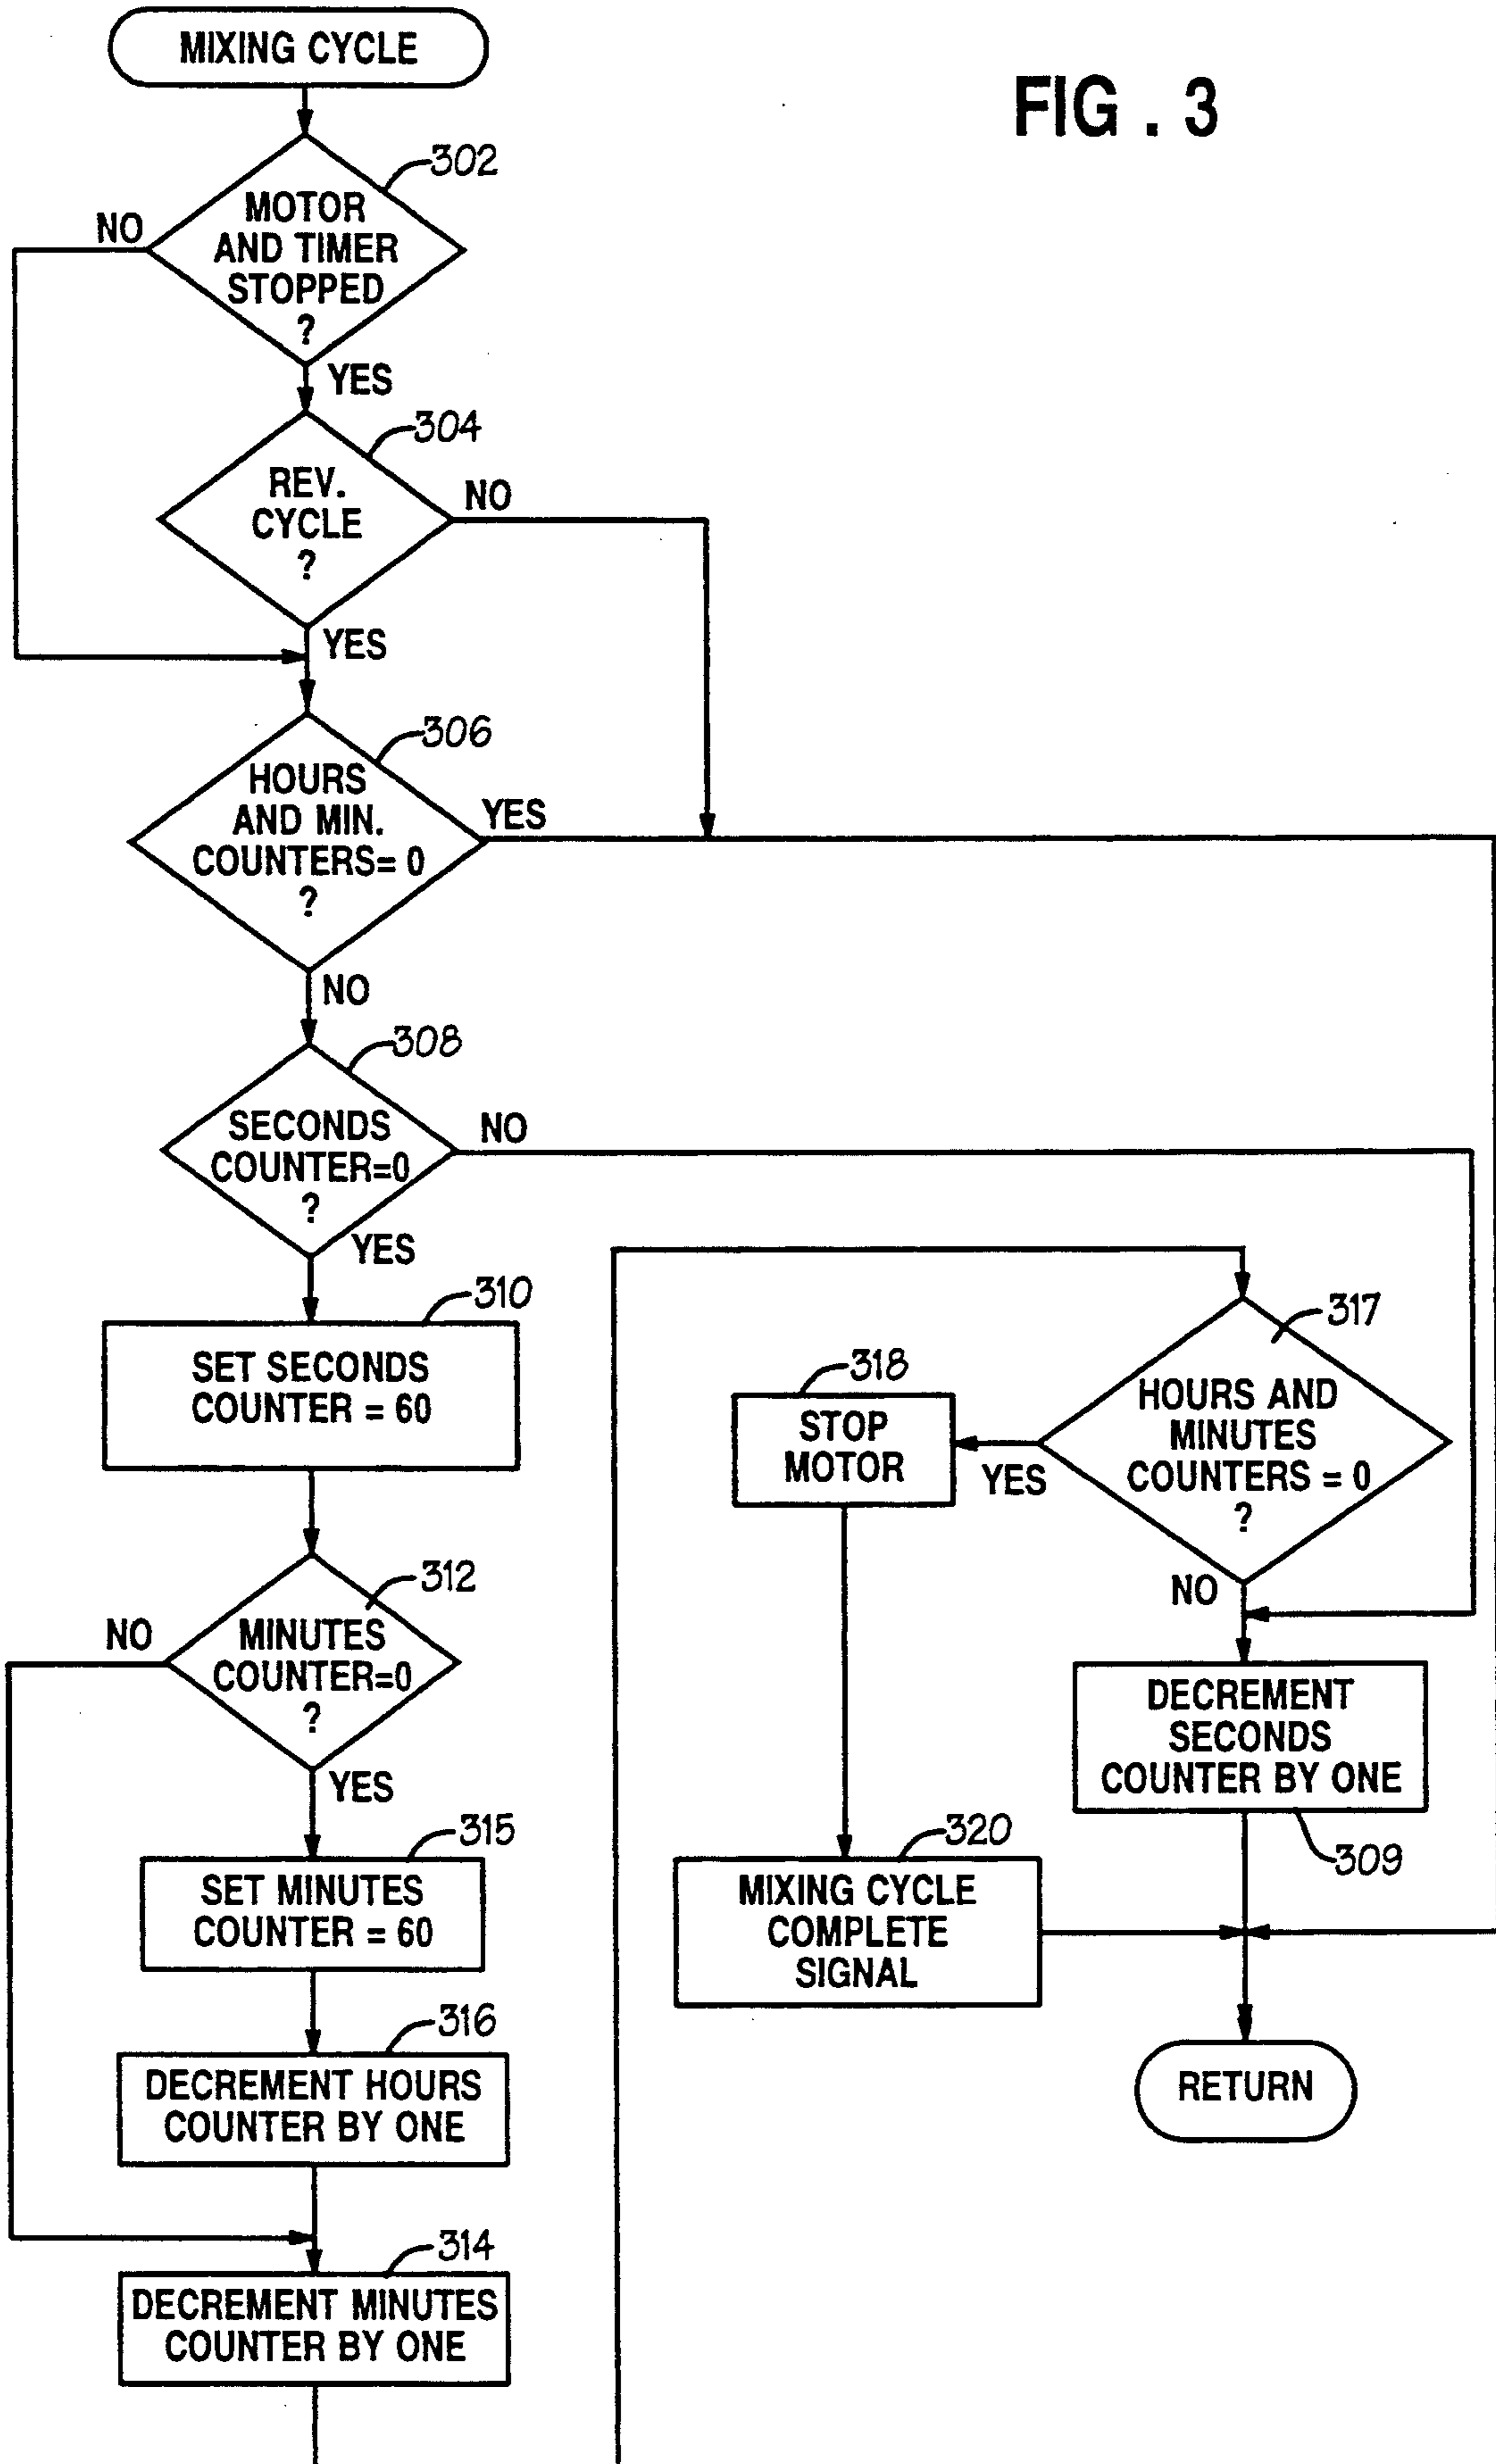 MIXING CYCLE
FIG . 3
302
MOTOR
AND TIMER
STOPPED
?
NO
YES
304
REV.
CYCLE
?
NO
YES
306
HOURS
AND MIN.
COUNTERS= 0
?
YES
NO
308
SECONDS
COUNTER=0
?
NO
YES
310
SET SECONDS
COUNTER = 60
312
MINUTES
COUNTER=0
?
NO
YES
315
SET MINUTES
COUNTER = 60
316
DECREMENT HOURS
COUNTER BY ONE
314
DECREMENT MINUTES
COUNTER BY ONE
317
HOURS AND
MINUTES
COUNTERS = 0
?
YES
NO
318
STOP
MOTOR
320
MIXING CYCLE
COMPLETE
SIGNAL
DECREMENT
SECONDS
COUNTER BY ONE
309
RETURN